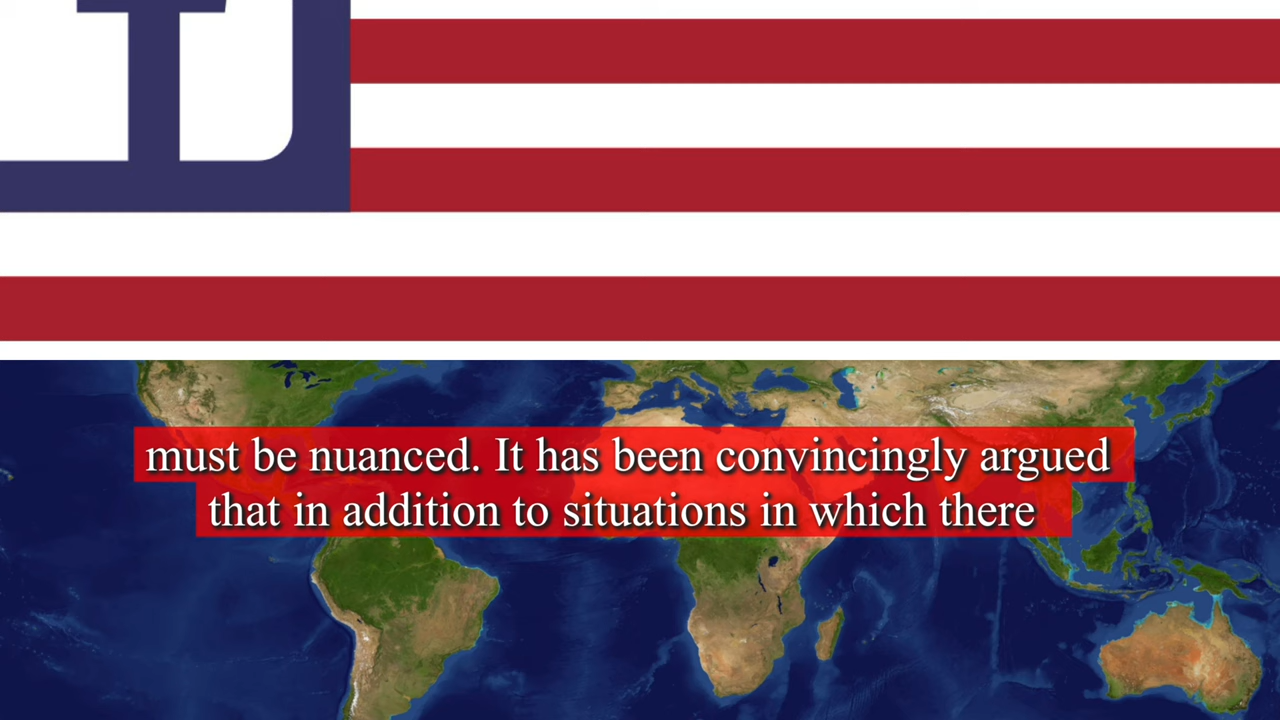 must be nuanced. It has been convincingly argued
that in addition to situations in which there